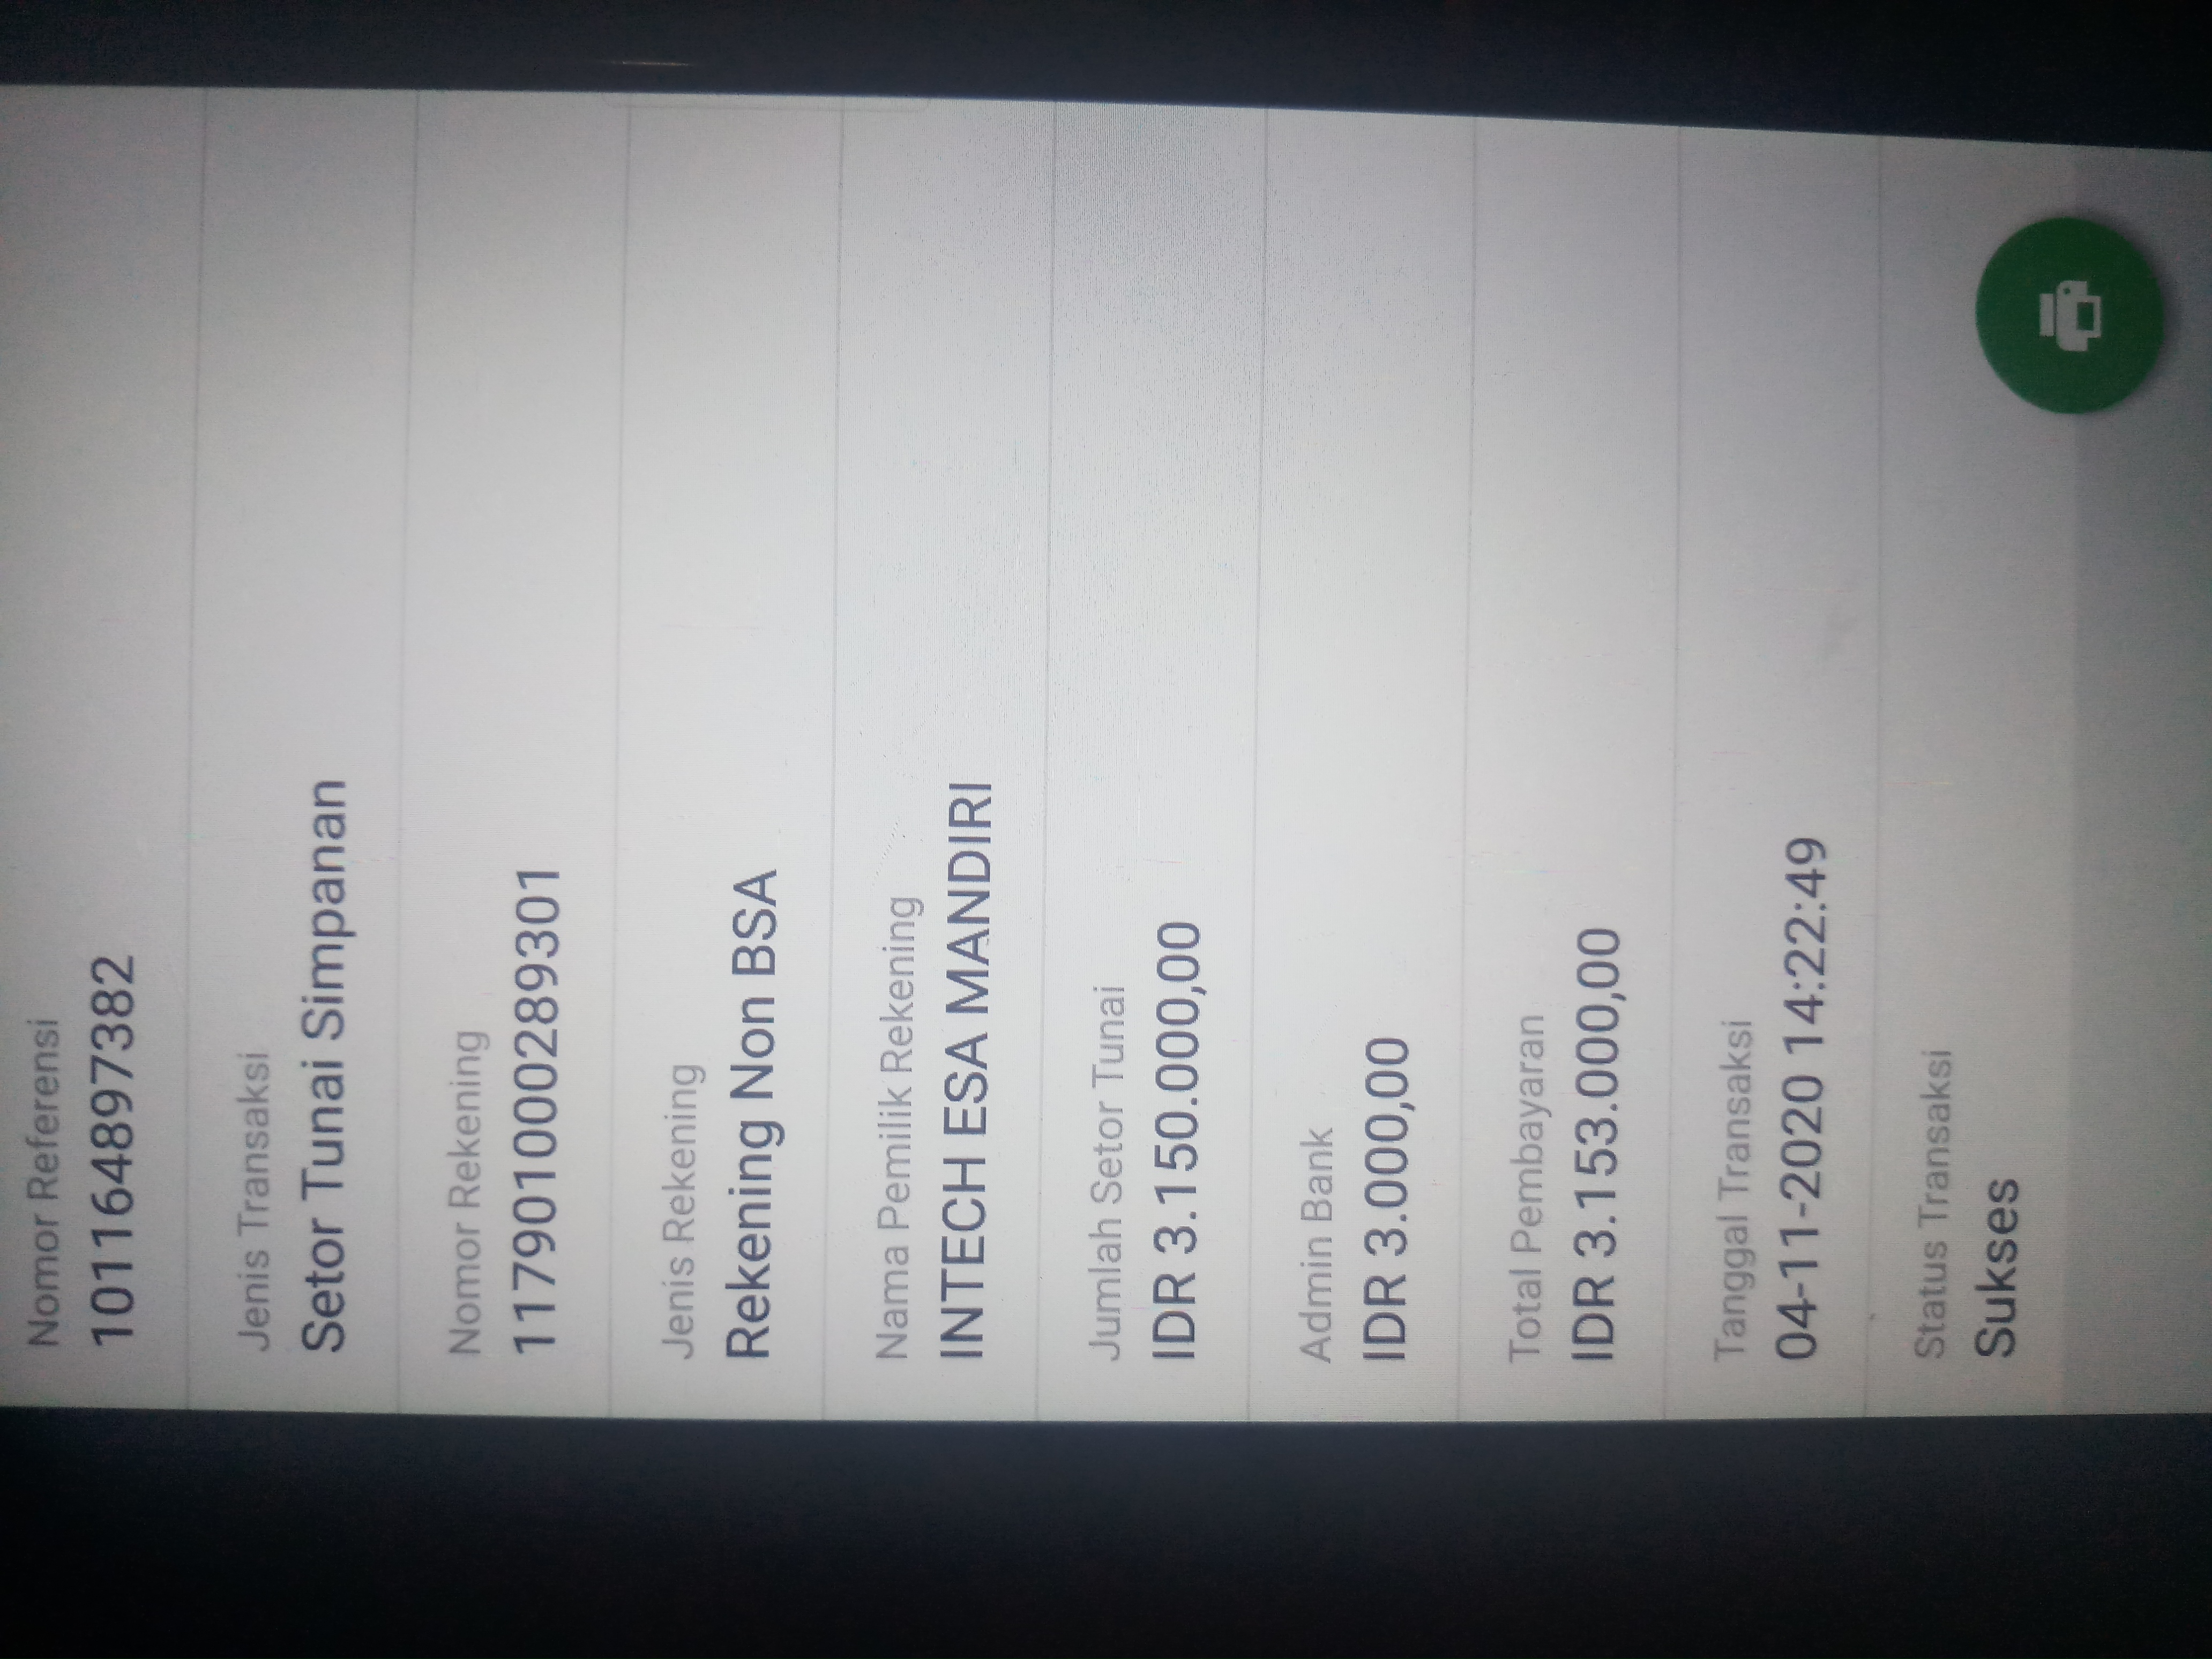 Nomor Referensi
101164897382
Jenis Transaksi
Setor Tunai Simpanan
Nomor Rekening
117901000289301
Jenis Rekening
Rekening Non BSA
Nama Pemilik Rekening
INTECH ESA MANDIRI
Jumlah Setor Tunai
IDR 3.150.000,00
Admin Bank
IDR 3.000,00
Total Pembayaran
IDR 3.153.000,00
Tanggal Transaksi
04-11-2020 14:22:49
Status Transaksi
Sukses